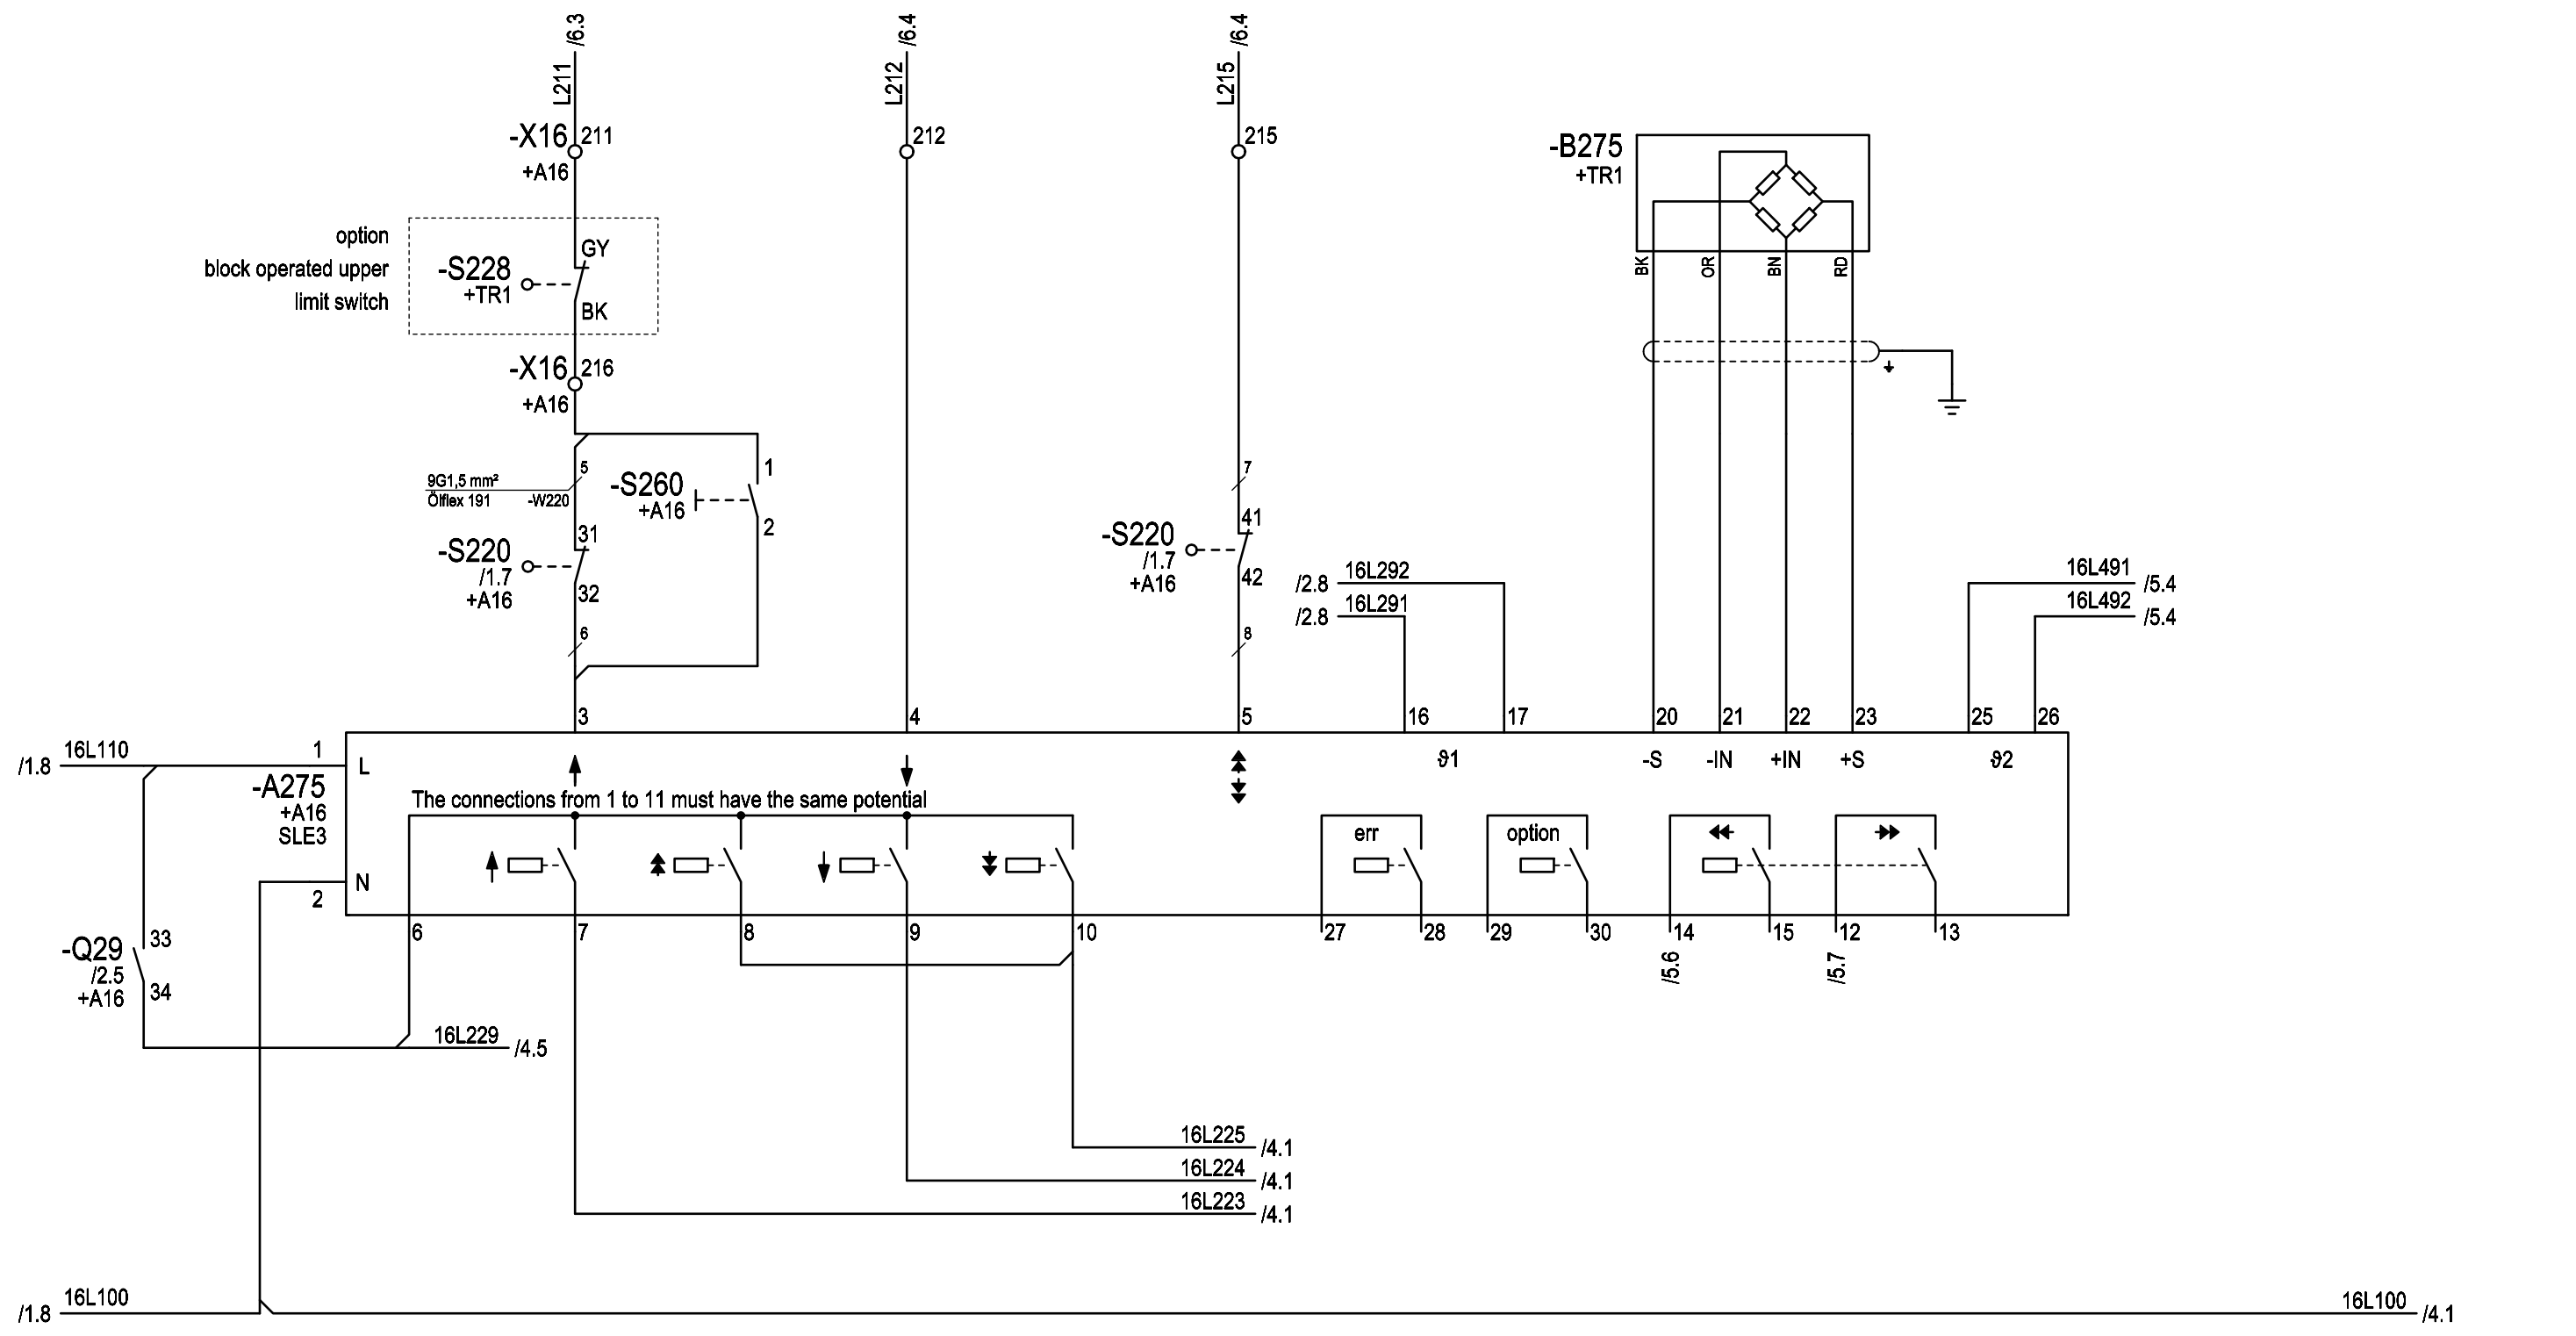 /6.3
/6.4
/6.4
L211
L212
L215
-X16 211
+A16
212
215
-B275
+TR1
option
block operated upper
limit switch
GY
-S228
+TR1
BK
BK
OR
BN
RD
-X16 216
+A16
5
9G1,5 mm²
Ölflex 191 -W220
-S260
+A16
1
2
7
31
-S220
/1.7
+A16
32
6
41
-S220
/1.7
+A16
42
8
/2.8 16L292
/2.8 16L291
16L491 /5.4
16L492 /5.4
3 4 5 16 17 20 21 22 23 25 26
/1.8 16L110 1 L
ϑ1 -S -IN +IN +S ϑ2
-A275
+A16
SLE3
The connections from 1 to 11 must have the same potential
err
option
N
2
6 7 8 9 10 27 28 29 30 14 15 12 13
33
-Q29
/2.5
+A16
34
/5.6
/5.7
16L229 /4.5
16L225 /4.1
16L224 /4.1
16L223 /4.1
/1.8 16L100
16L100 /4.1